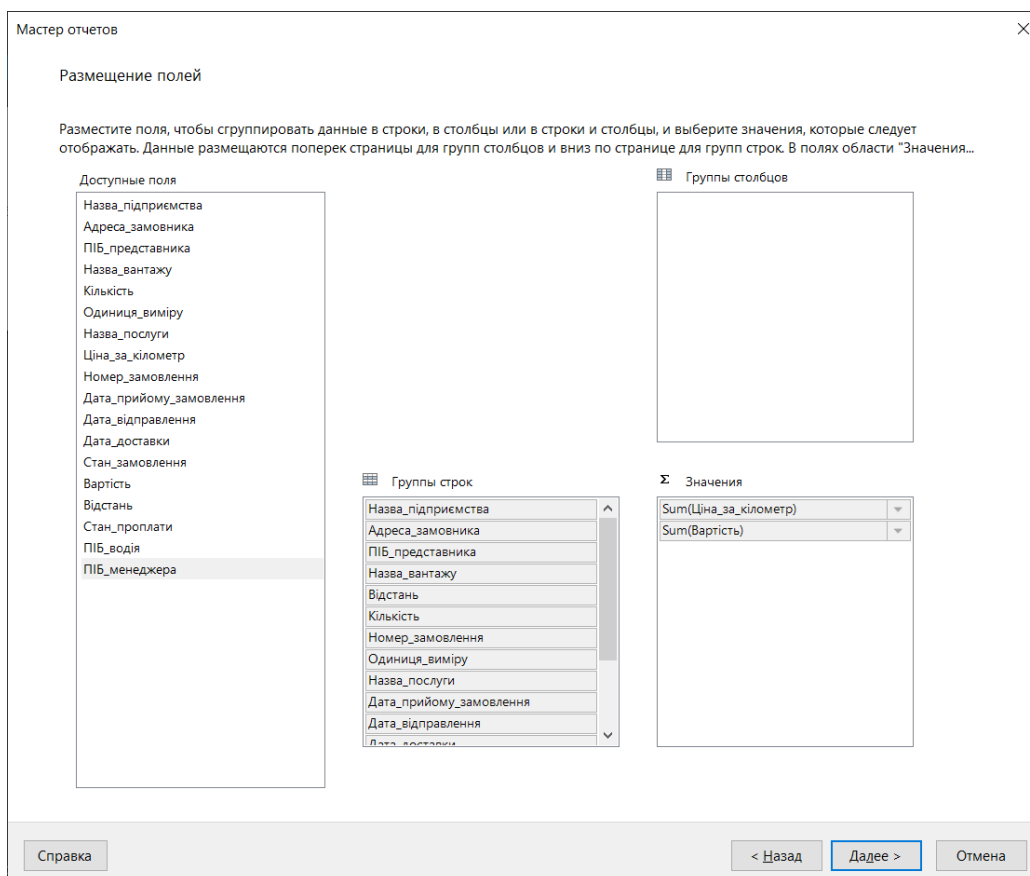 Мастер отчетов
Размещение полей
Разместите поля, чтобы сгруппировать данные в строки, в столбцы или в строки и столбцы, и выберите значения, которые следует
отображать. Данные размещаются поперек страницы для групп столбцов и вниз по странице для групп строк. В полях области "Значения...
Доступные поля
Назва_підприємства
Адреса_замовника
ПІБ_представника
Назва_вантажу
Кількість
Одиниця_виміру
Назва_послуги
Ціна_за_кілометр
Номер_замовлення
Дата_прийому_замовлення
Дата_відправлення
Дата_доставки
Стан_замовлення
Вартість
Відстань
Стан_проплати
ПІБ_водія
ПІБ_менеджера
Группы столбцов
Группы строк
Назва_підприємства
Адреса_замовника
ПІБ_представника
Назва_вантажу
Відстань
Кількість
Номер_замовлення
Одиниця_виміру
Назва_послуги
Дата_прийому_замовлення
Дата_відправлення
Дата_доставки
Σ Значения
Sum(Ціна_за_кілометр)
Sum(Вартість)
Справка
< Назад
Далее >
Отмена